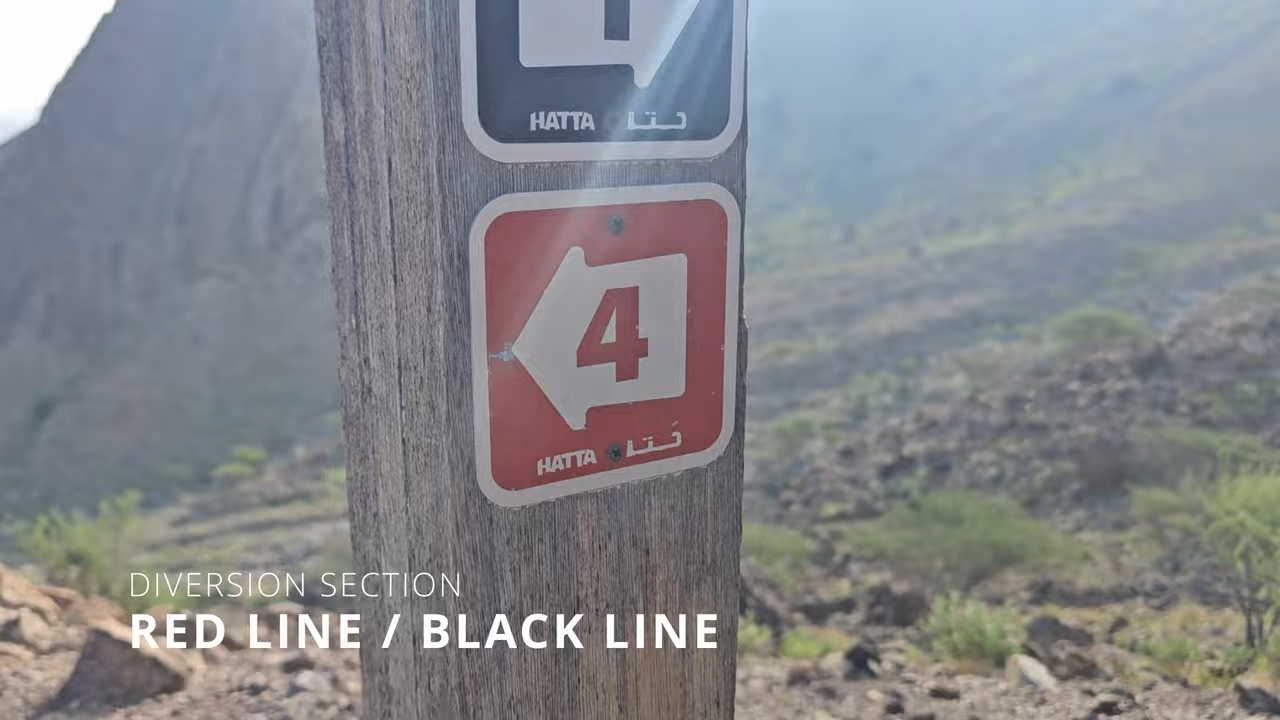 HATTA حتا
4
HATTA حتا
DIVERSION SECTION
RED LINE / BLACK LINE